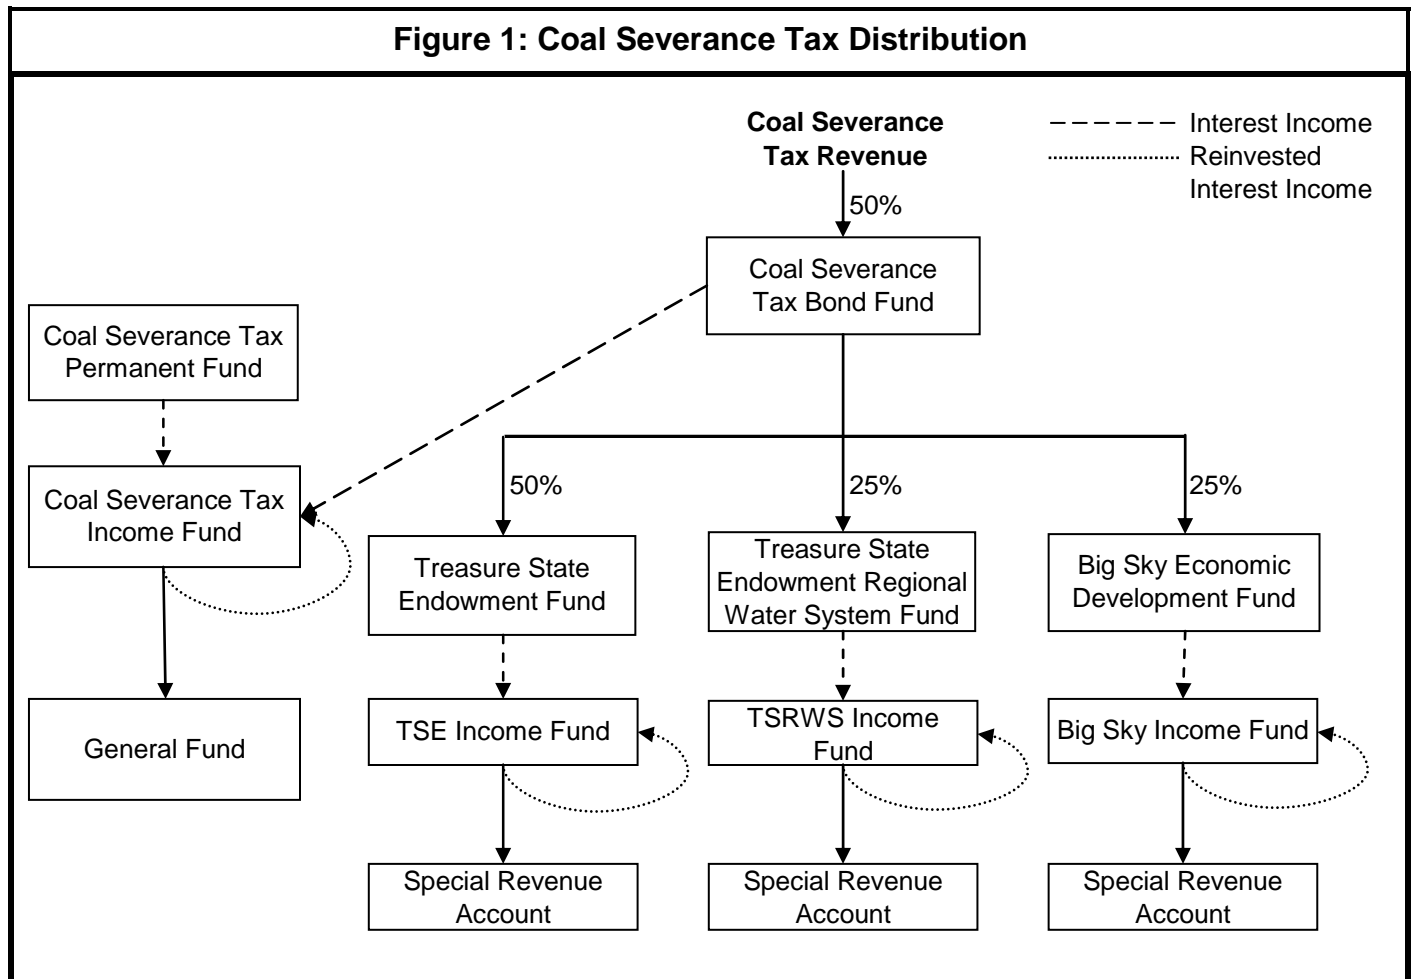 Figure 1: Coal Severance Tax Distribution
Coal Severance
Tax Revenue
Interest Income
Reinvested
Interest Income
50%
Coal Severance
Tax Bond Fund
Coal Severance Tax
Permanent Fund
Coal Severance Tax
Income Fund
50%
25%
25%
Treasure State
Endowment Fund
Treasure State
Endowment Regional
Water System Fund
Big Sky Economic
Development Fund
General Fund
TSE Income Fund
TSRWS Income
Fund
Big Sky Income Fund
Special Revenue
Account
Special Revenue
Account
Special Revenue
Account